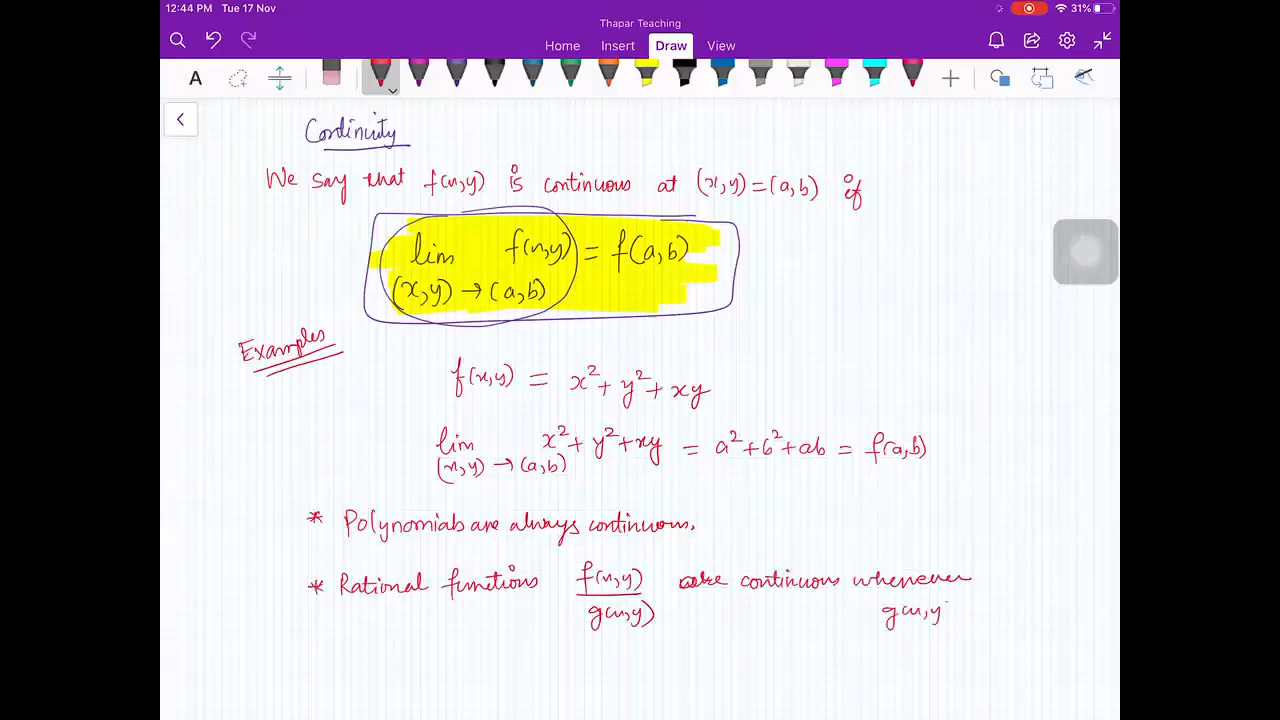 12:44 PM Tue 17 Nov
31%
Thapar Teaching
Home Insert Draw View
A
Continuity
We say that f(x,y) is continuous at (x,y)=(a,b) if
lim f(x,y) = f(a,b)
(x,y)→(a,b)
Examples
f(x,y) = x²+y²+xy
lim x²+y²+xy = a²+b²+ab = f(a,b)
(x,y)→(a,b)
* Polynomials are always continuous.
* Rational functions f(x,y) are continuous whenever
g(x,y) g(x,y